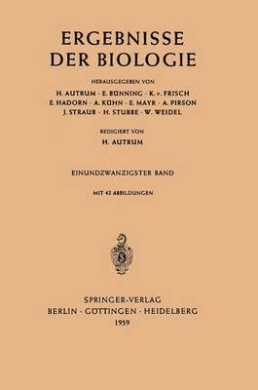 ERGEBNISSE
DER BIOLOGIE
HERAUSGEGEBEN VON
H. AUTRUM · E. BÜNNING · K. v. FRISCH
E. HADORN · A. KÜHN · E. MAYR · A. PIRSON
J. STRAUB · H. STUBBE · W. WEIDEL
REDIGIERT VON
H. AUTRUM
EINUNDZWANZIGSTER BAND
MIT 42 ABBILDUNGEN
SPRINGER-VERLAG
BERLIN · GÖTTINGEN · HEIDELBERG
1959